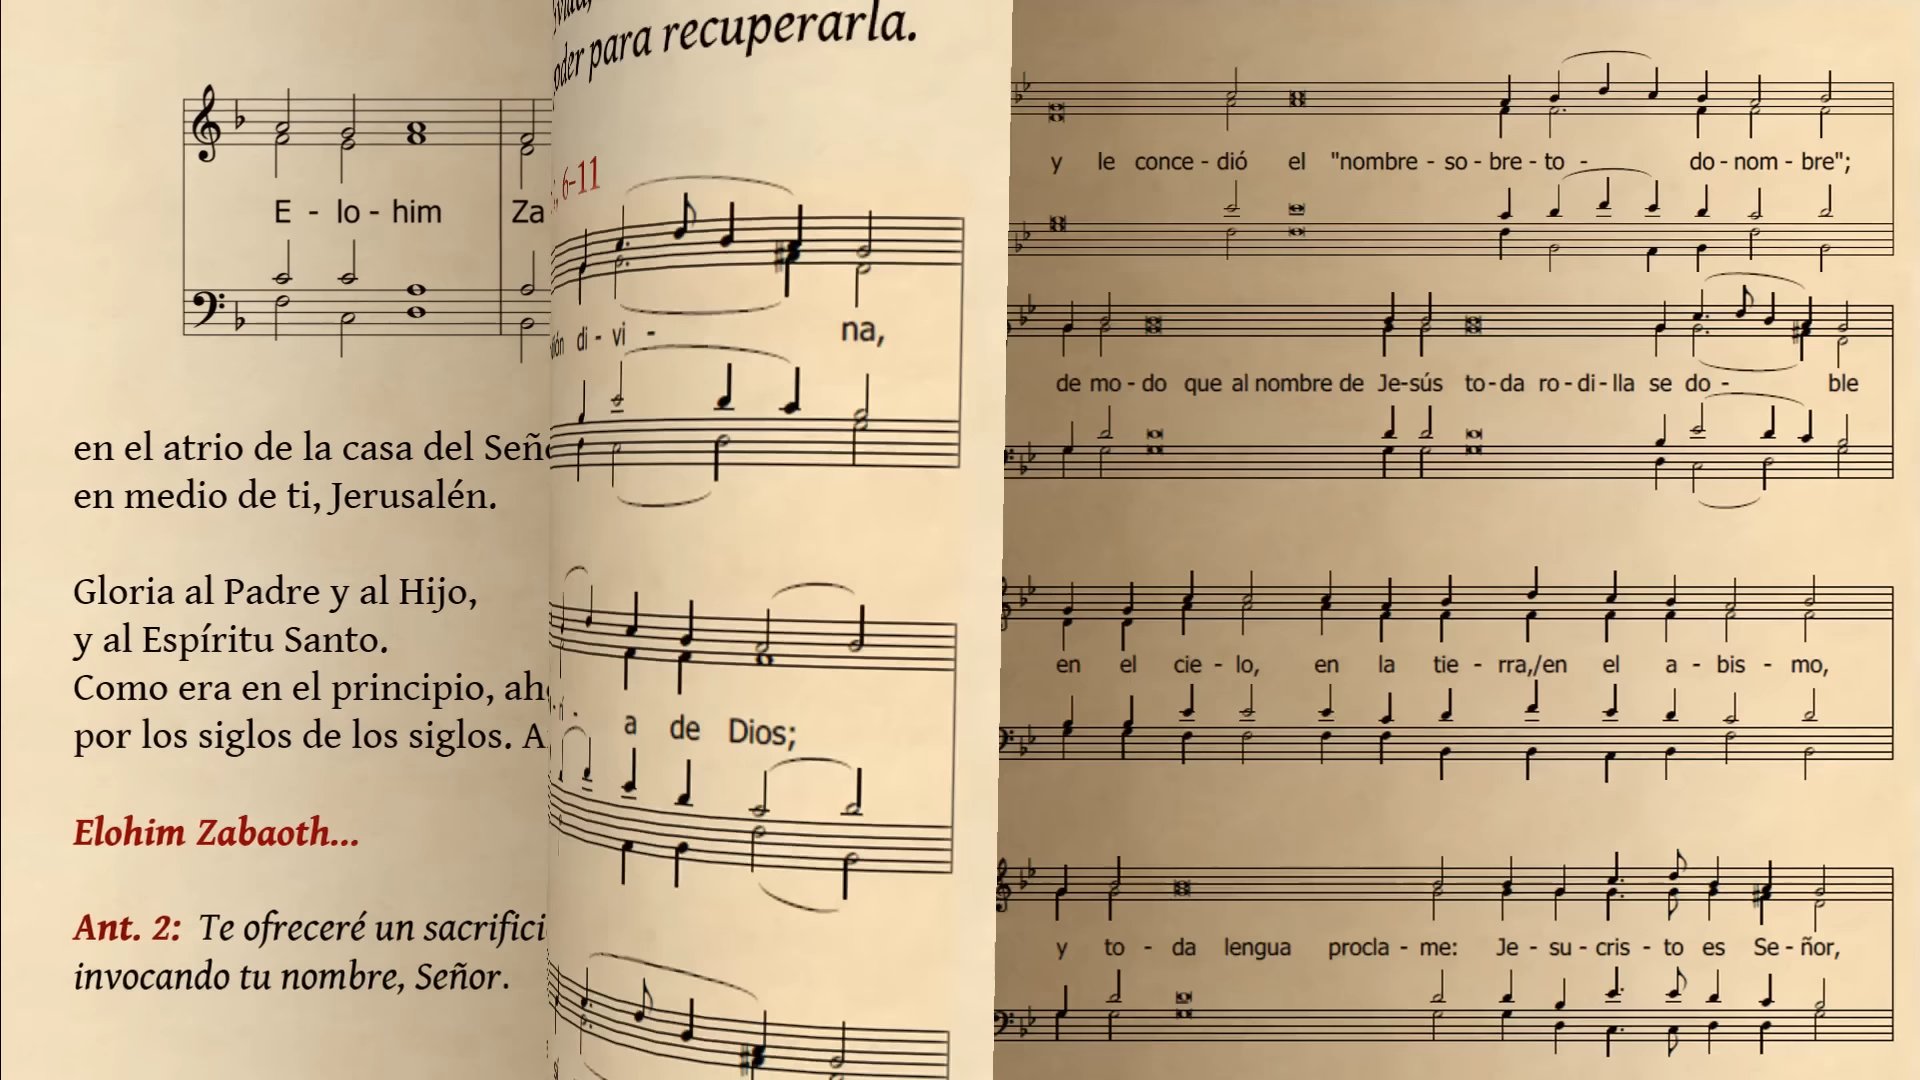 E - lo - him Za
en el atrio de la casa del
en medio de ti, Jerusalén.
Gloria al Padre y al Hijo,
y al Espíritu Santo.
Como era en el principio,
por los siglos de los siglos.
Elohim Zabaoth...
Ant. 2: Te ofreceré un
invocando tu nombre, Señor.
para recuperarla.
6-11
di - vi - na,
a de Dios;
y le conce - dió el "nombre - so - bre - to - do - nom - bre";
de mo - do que al nombre de Je-sús to-da ro-di-lla se do - ble
en el cie - lo, en la tie - rra,/en el a - bis - mo,
y to - da lengua procla - me: Je - su - cris - to es Se - ñor,